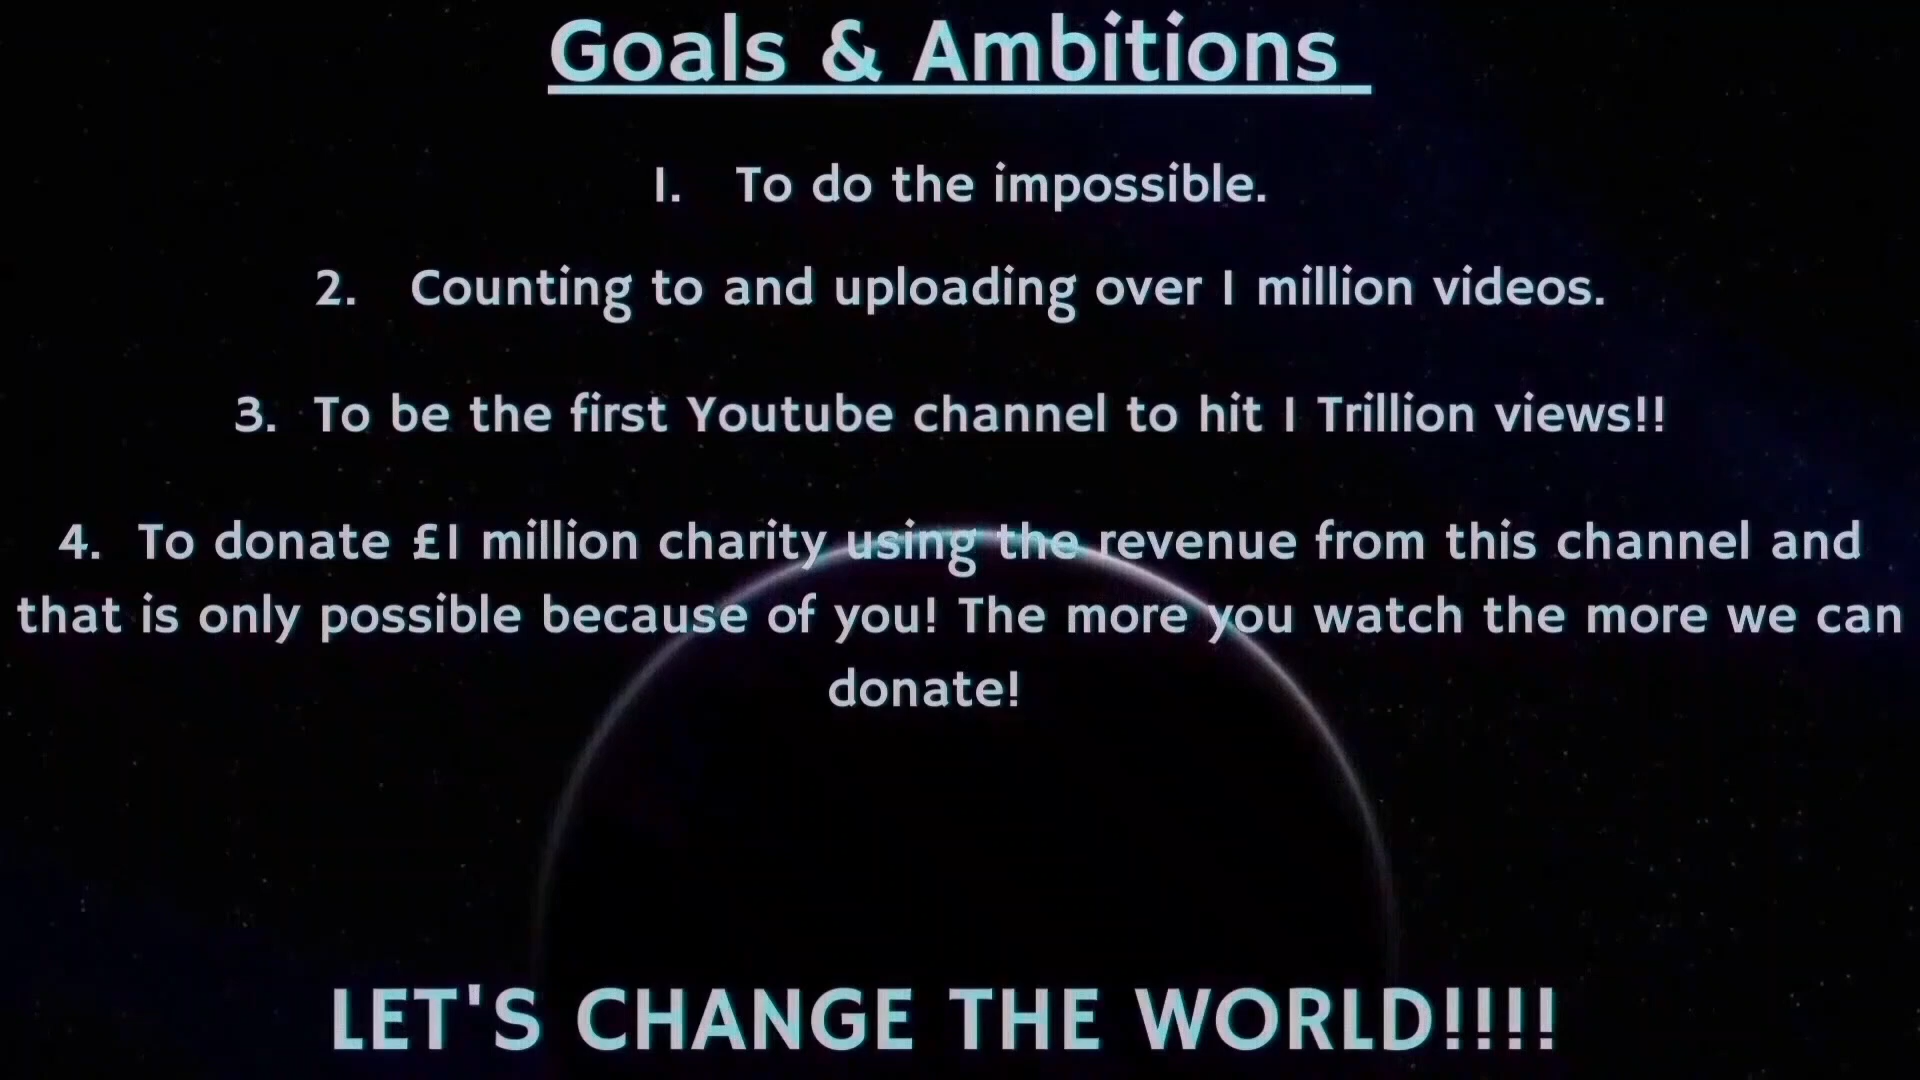 Goals & Ambitions
1. To do the impossible.
2. Counting to and uploading over 1 million videos.
3. To be the first Youtube channel to hit 1 Trillion views!!
4. To donate £1 million charity using the revenue from this channel and
that is only possible because of you! The more you watch the more we can
donate!
LET'S CHANGE THE WORLD!!!!